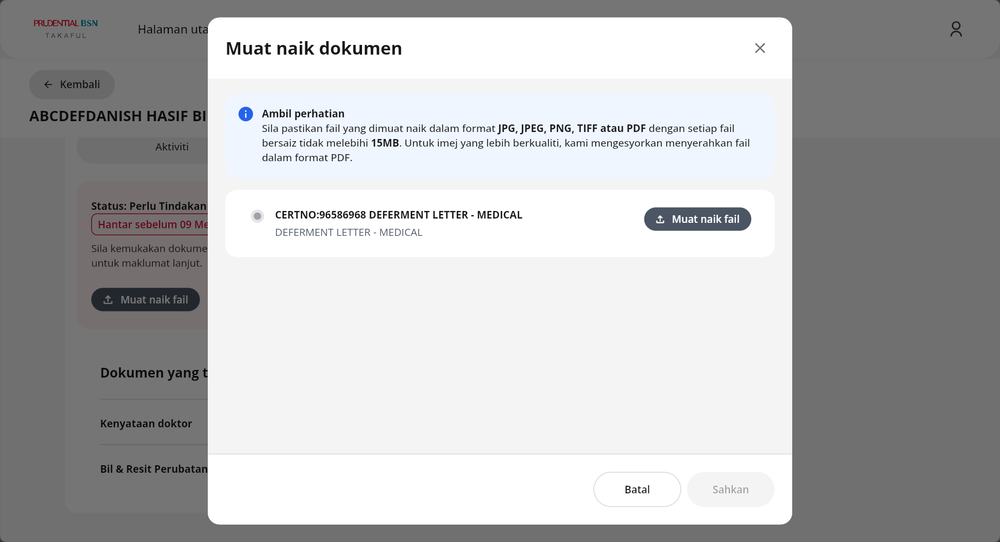 PRUDENTIAL BSN
TAKAFUL
Halaman uta
Kembali
ABCDEFDANISH HASIF BI
Aktiviti
Status: Perlu Tindakan
Hantar sebelum 09 Me
Sila kemukakan dokume
untuk maklumat lanjut.
Muat naik fail
Dokumen yang t
Kenyataan doktor
Bil & Resit Perubatan
Muat naik dokumen
Ambil perhatian
Sila pastikan fail yang dimuat naik dalam format JPG, JPEG, PNG, TIFF atau PDF dengan setiap fail
bersaiz tidak melebihi 15MB. Untuk imej yang lebih berkualiti, kami mengesyorkan menyerahkan fail
dalam format PDF.
CERTNO:96586968 DEFERMENT LETTER - MEDICAL
DEFERMENT LETTER - MEDICAL
Muat naik fail
Batal
Sahkan